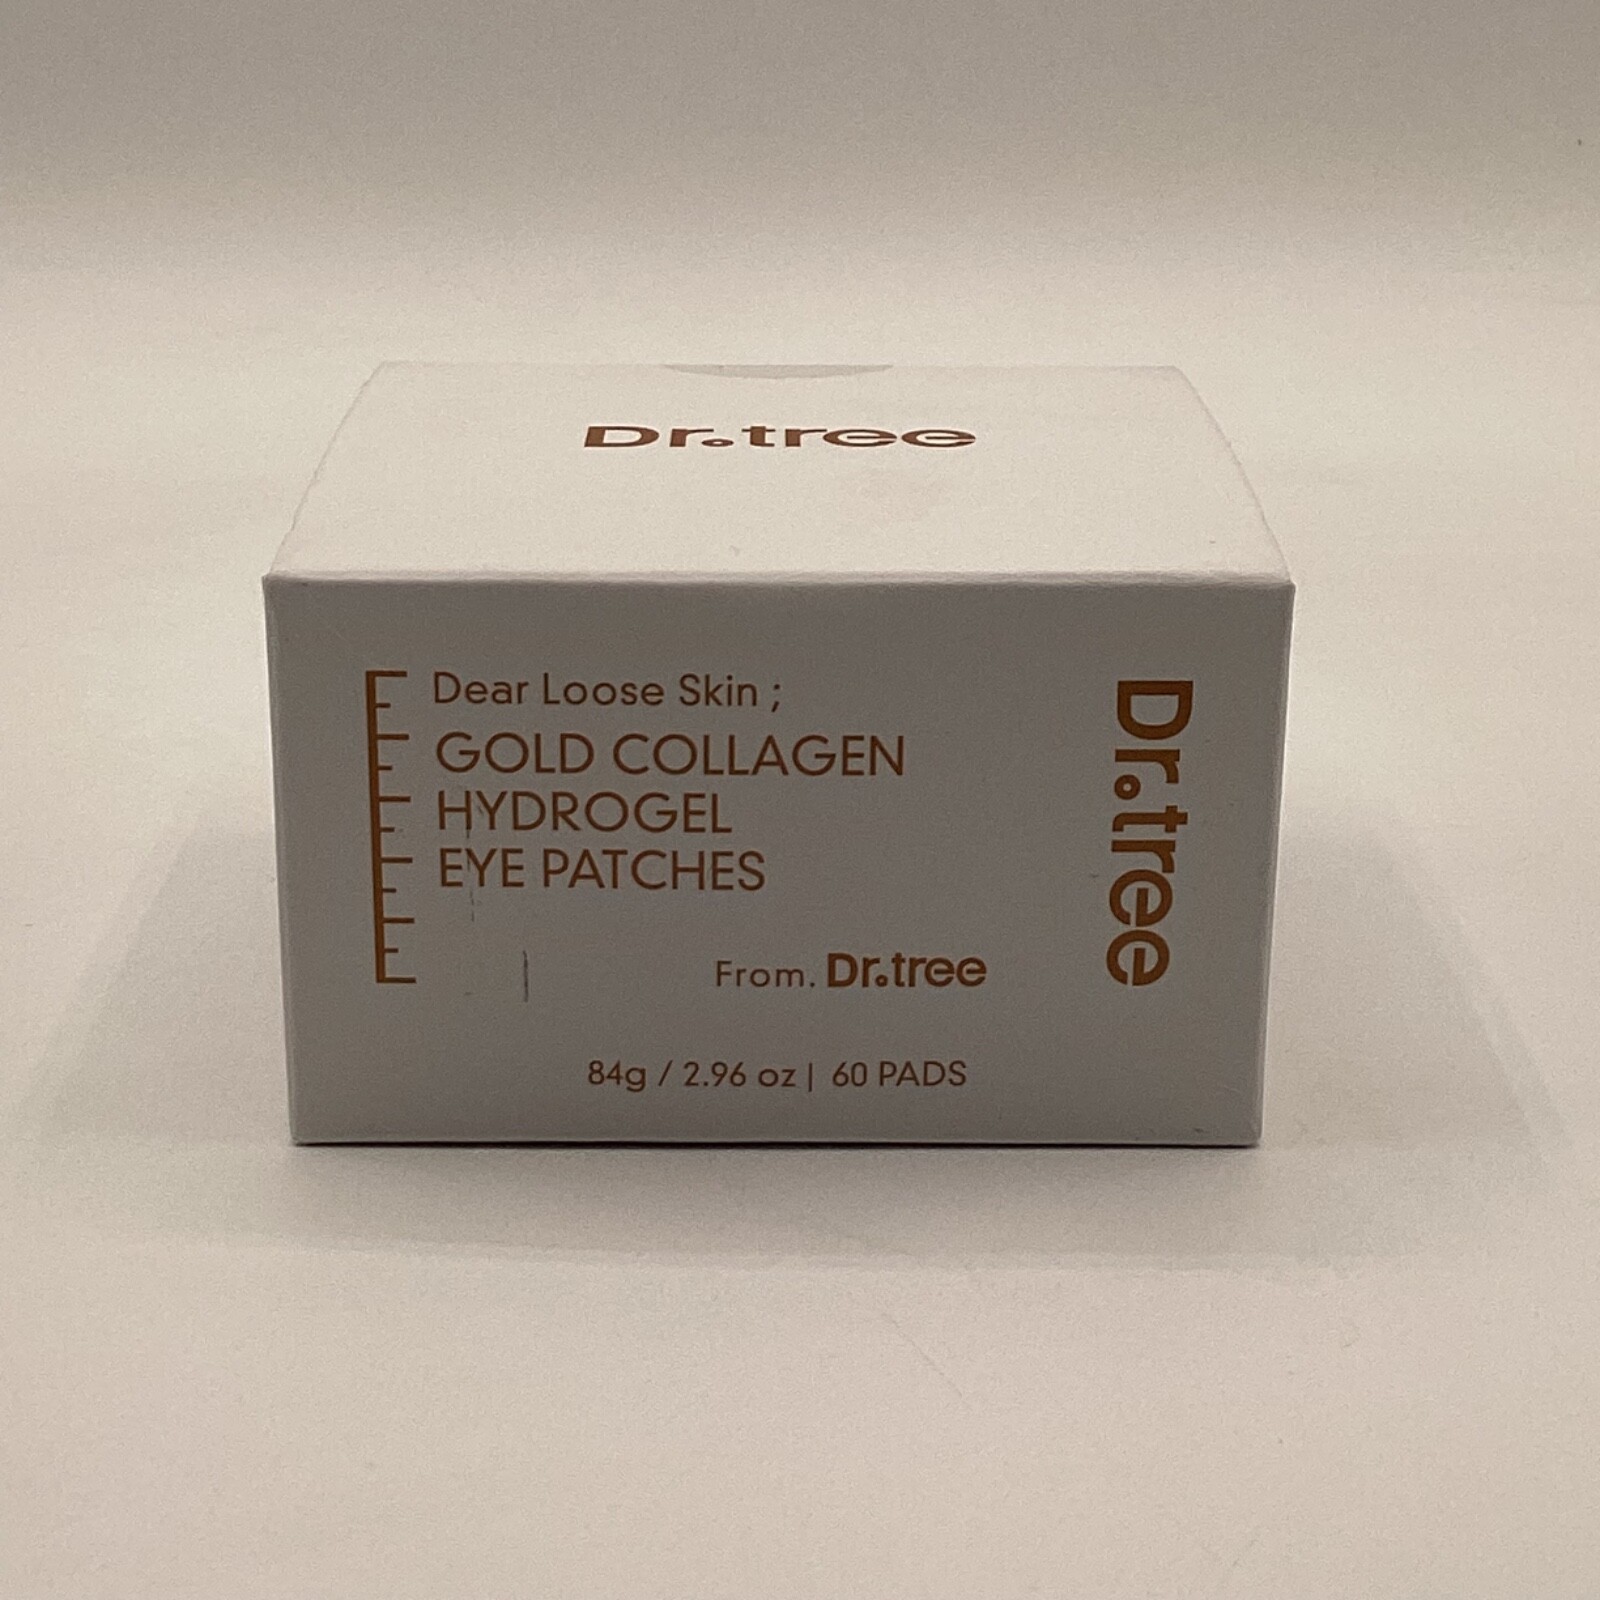 Dr.tree
Dear Loose Skin ;
GOLD COLLAGEN
HYDROGEL
EYE PATCHES
From. Dr.tree
84g / 2.96 oz | 60 PADS
Dr.tree